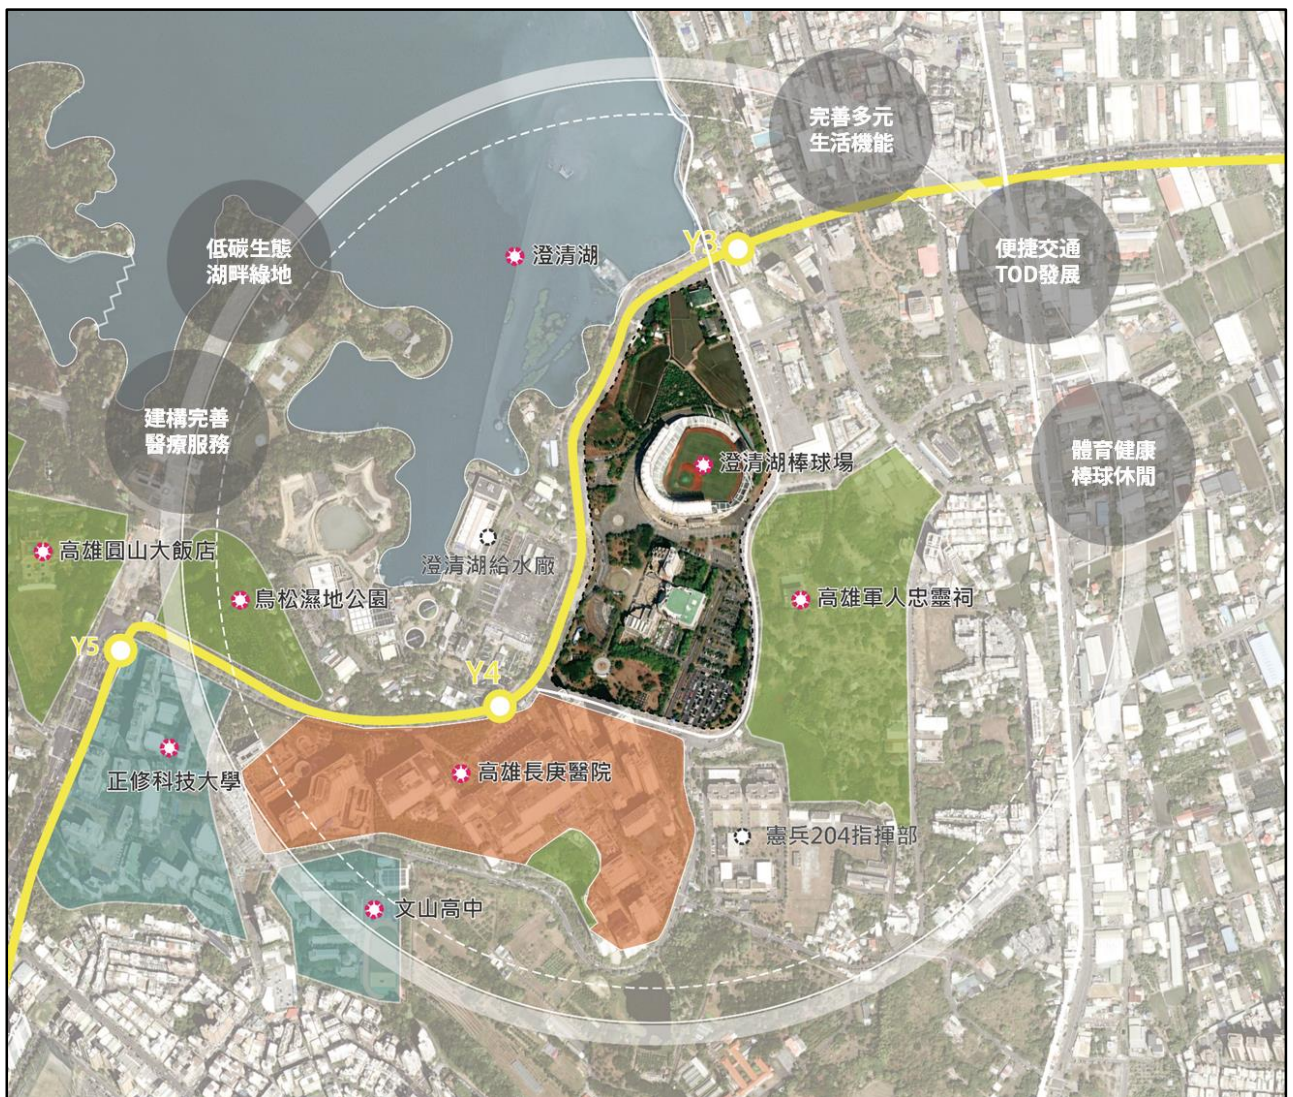 完善多元
生活機能
低碳生態
湖畔綠地
便捷交通
TOD發展
Y3
澄清湖
建構完善
醫療服務
體育健康
棒球休閒
澄清湖棒球場
高雄圓山大飯店
澄清湖給水廠
鳥松濕地公園
高雄軍人忠靈祠
Y5
Y4
正修科技大學
高雄長庚醫院
憲兵204指揮部
文山高中